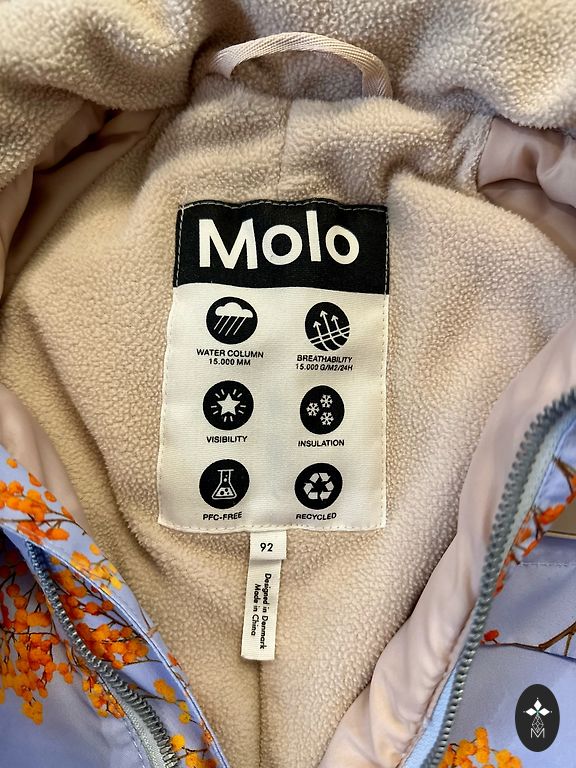 Molo
WATER COLUMN
15.000 MM
BREATHABILITY
15.000 G/M2/24H
VISIBILITY
INSULATION
PFC-FREE
RECYCLED
92
Designed in Denmark
Made in China